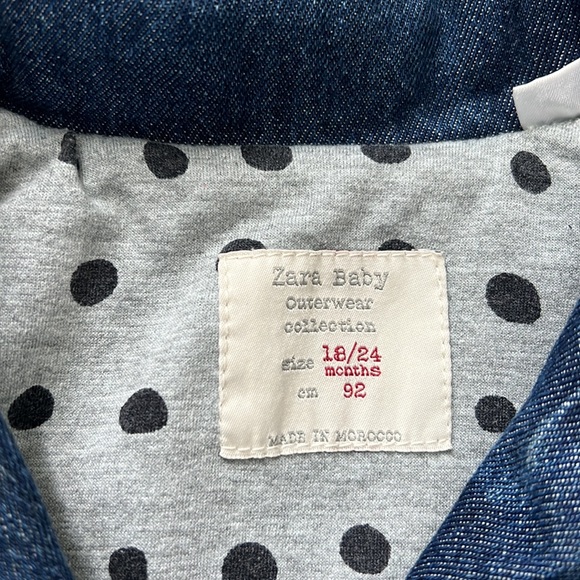 Zara Baby
Outerwear
collection
size 18/24
months
cm 92
MADE IN MOROCCO